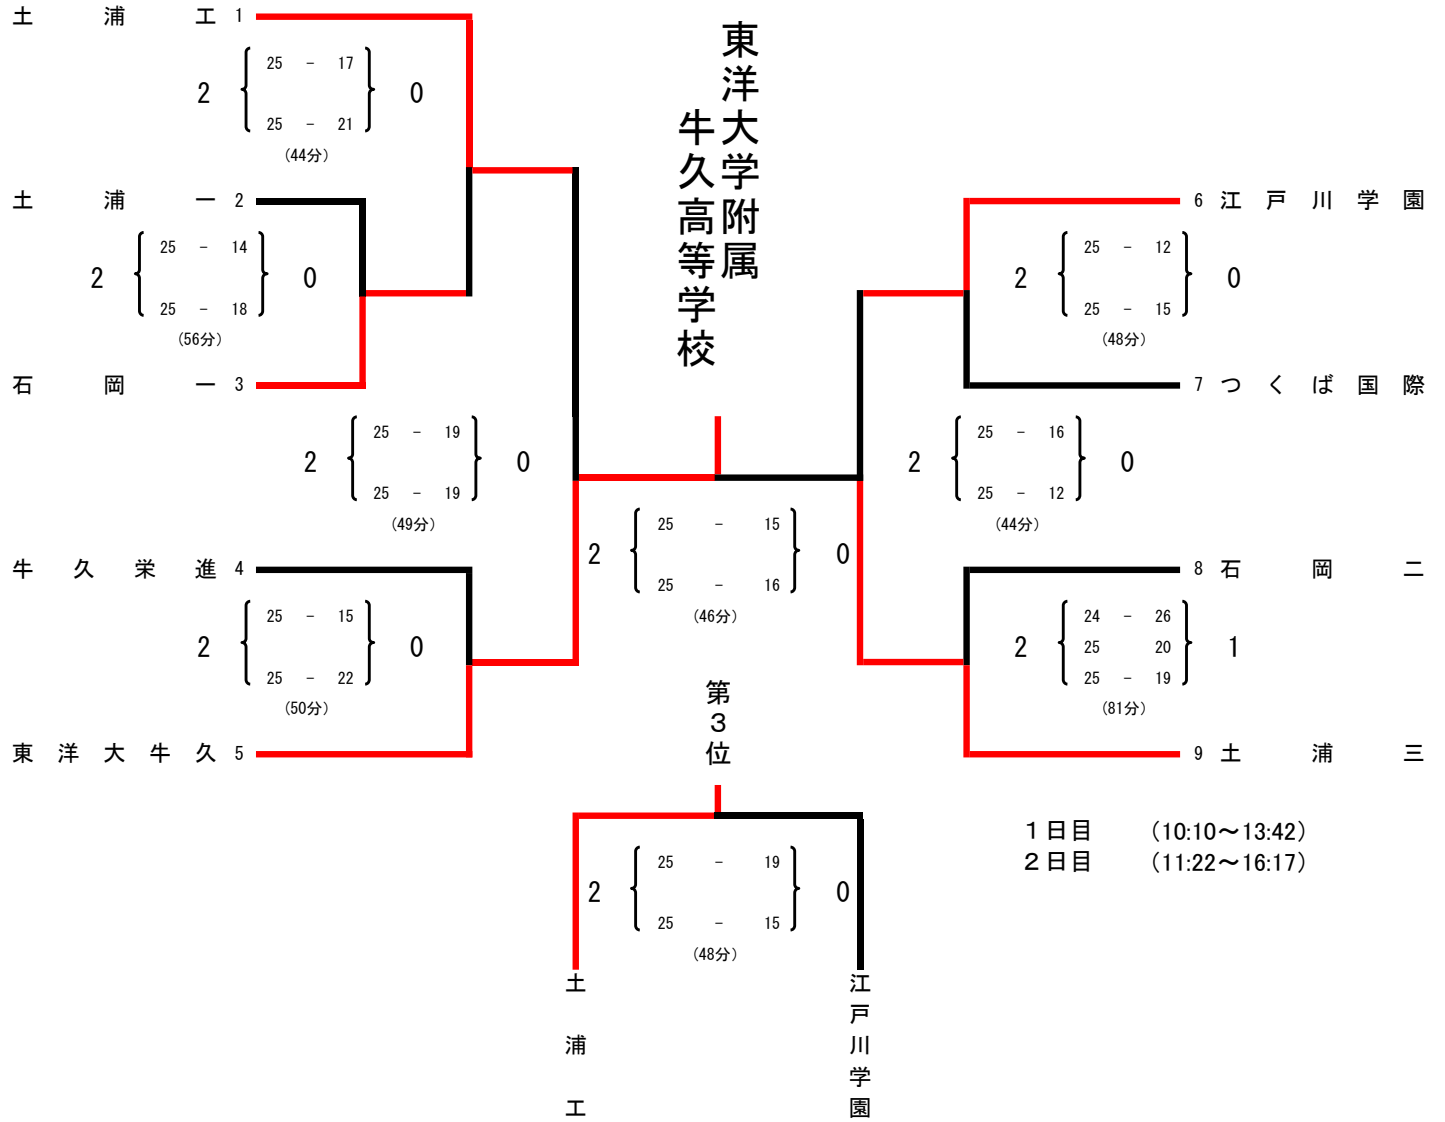 東洋大学附属
牛久高等学校
土浦工 1
2 25 － 17 0
25 － 21
(44分)
土浦一 2
2 25 － 14 0
25 － 18
(56分)
石岡一 3
2 25 － 19 0
25 － 19
(49分)
牛久栄進 4
2 25 － 15 0
25 － 22
(50分)
東洋大牛久 5
2 25 － 15 0
25 － 16
(46分)
6 江戸川学園
2 25 － 12 0
25 － 15
(48分)
7 つくば国際
2 25 － 16 0
25 － 12
(44分)
8 石岡二
24 － 26
2 25 20 1
25 － 19
(81分)
9 土浦三
第３位
2 25 － 19 0
25 － 15
(48分)
土浦工
江戸川学園
１日目 （10:10～13:42）
２日目 （11:22～16:17）